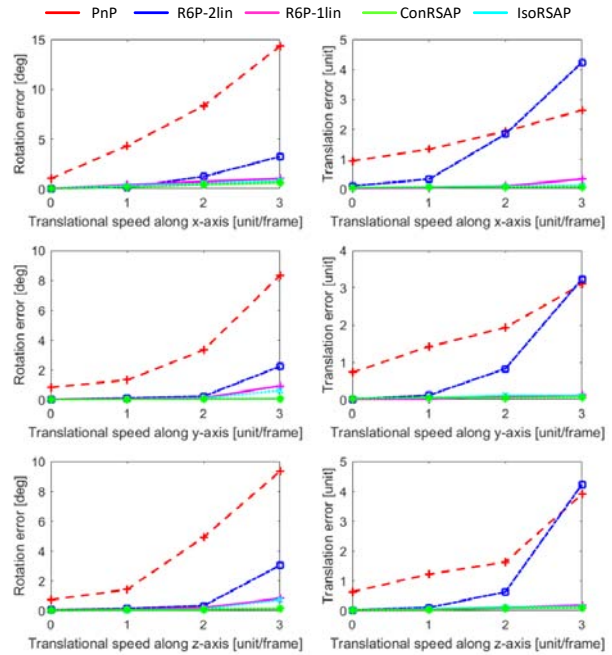 PnP R6P-2lin R6P-1lin ConRSAP IsoRSAP
Rotation error [deg]
15
10
5
0
0 1 2 3
Translational speed along x-axis [unit/frame]
Translation error [unit]
5
4
3
2
1
0
0 1 2 3
Translational speed along x-axis [unit/frame]
Rotation error [deg]
10
8
6
4
2
0
0 1 2 3
Translational speed along y-axis [unit/frame]
Translation error [unit]
4
3
2
1
0
0 1 2 3
Translational speed along y-axis [unit/frame]
Rotation error [deg]
10
8
6
4
2
0
0 1 2 3
Translational speed along z-axis [unit/frame]
Translation error [unit]
5
4
3
2
1
0
0 1 2 3
Translational speed along z-axis [unit/frame]